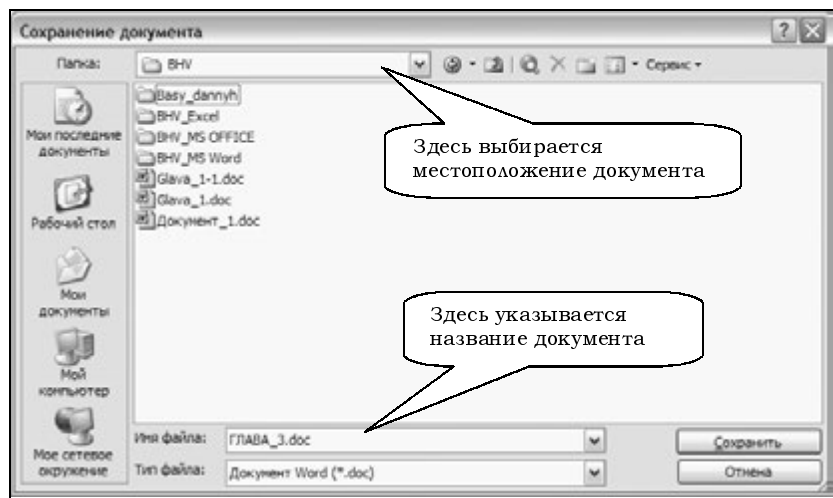 Сохранение документа
Папка:
BHV
Сервис
Мои последние
документы
Рабочий стол
Мои
документы
Мой
компьютер
Мое сетевое
окружение
Basy_dannyh
BHV_Excel
BHV_MS OFFICE
BHV_MS Word
Glava_1-1.doc
Glava_1.doc
Документ_1.doc
Здесь выбирается
местоположение документа
Здесь указывается
название документа
Имя файла:
ГЛАВА_3.doc
Сохранить
Тип файла:
Документ Word (*.doc)
Отмена